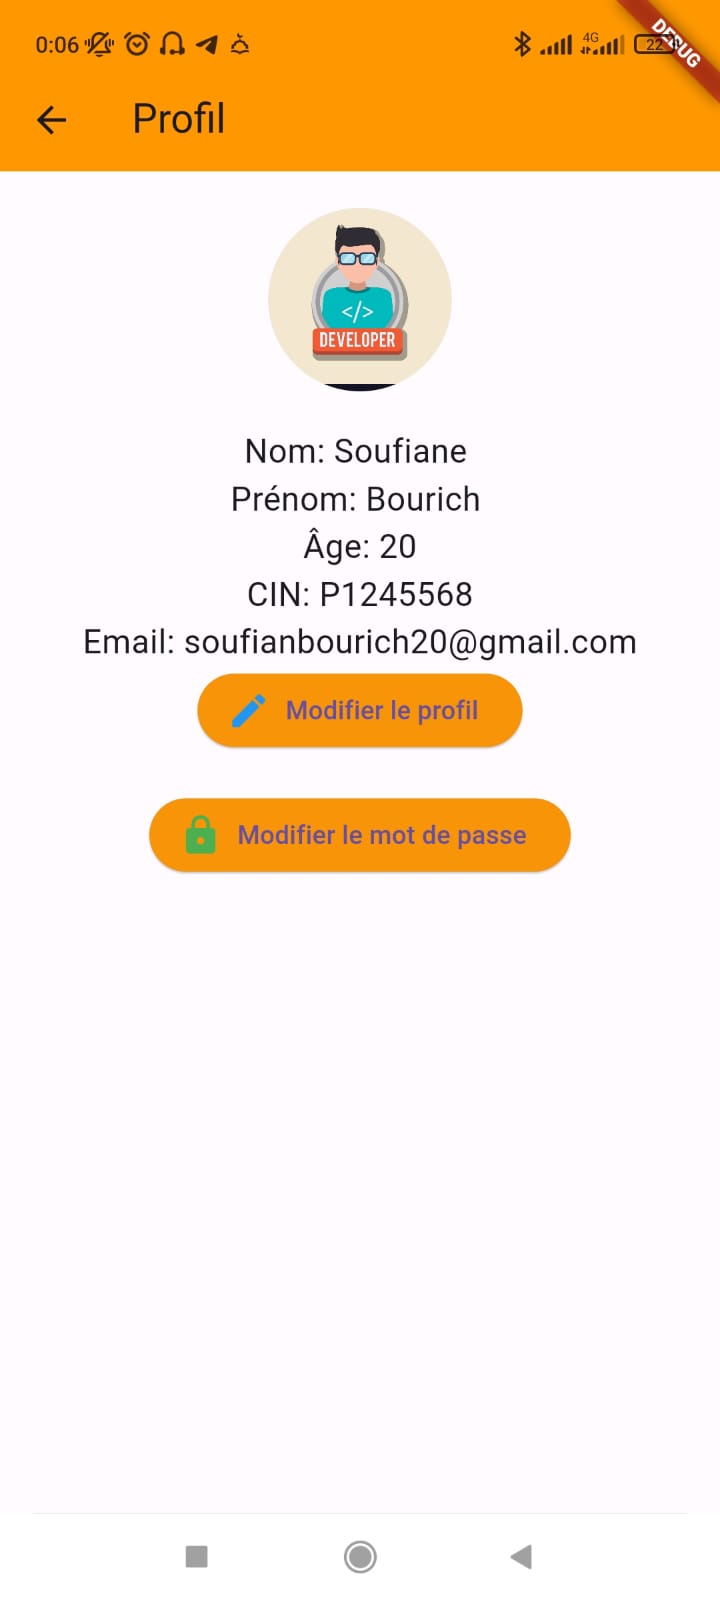 0:06
4G
22
DEBUG
Profil
</>
DEVELOPER
Nom: Soufiane
Prénom: Bourich
Âge: 20
CIN: P1245568
Email: soufianbourich20@gmail.com
Modifier le profil
Modifier le mot de passe